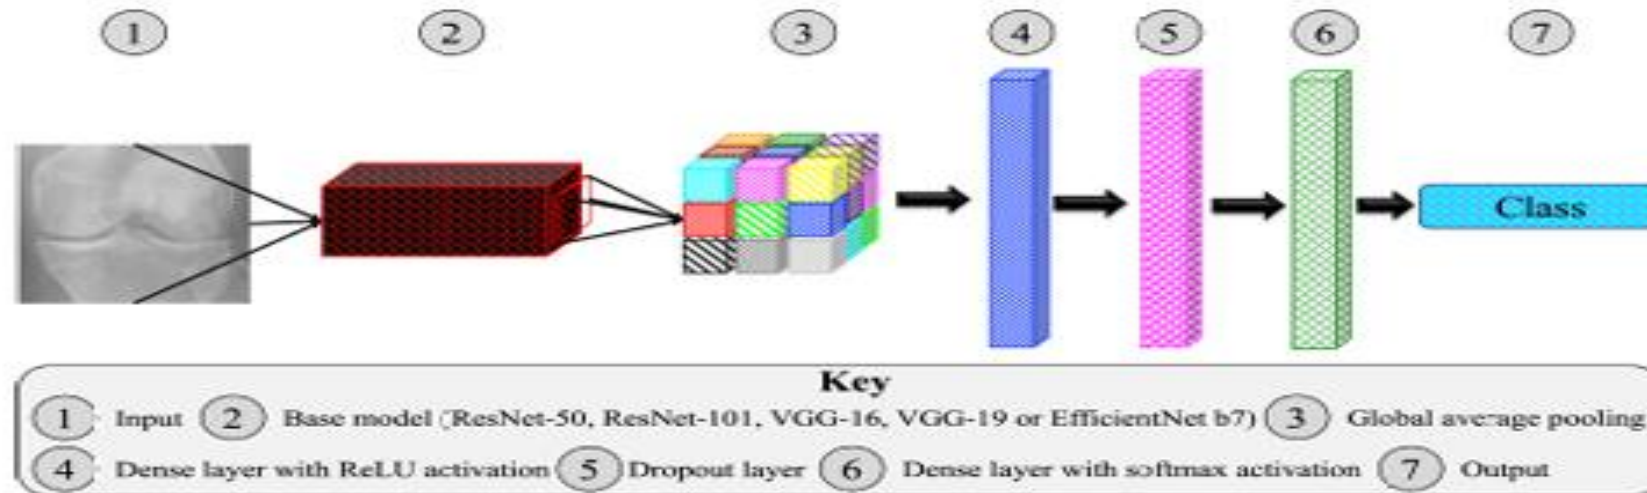 1 2 3 4 5 6 7
Class
Key
1 Input 2 Base model (ResNet-50, ResNet-101, VGG-16, VGG-19 or EfficientNet b7) 3 Global average pooling
4 Dense layer with ReLU activation 5 Dropout layer 6 Dense layer with softmax activation 7 Output